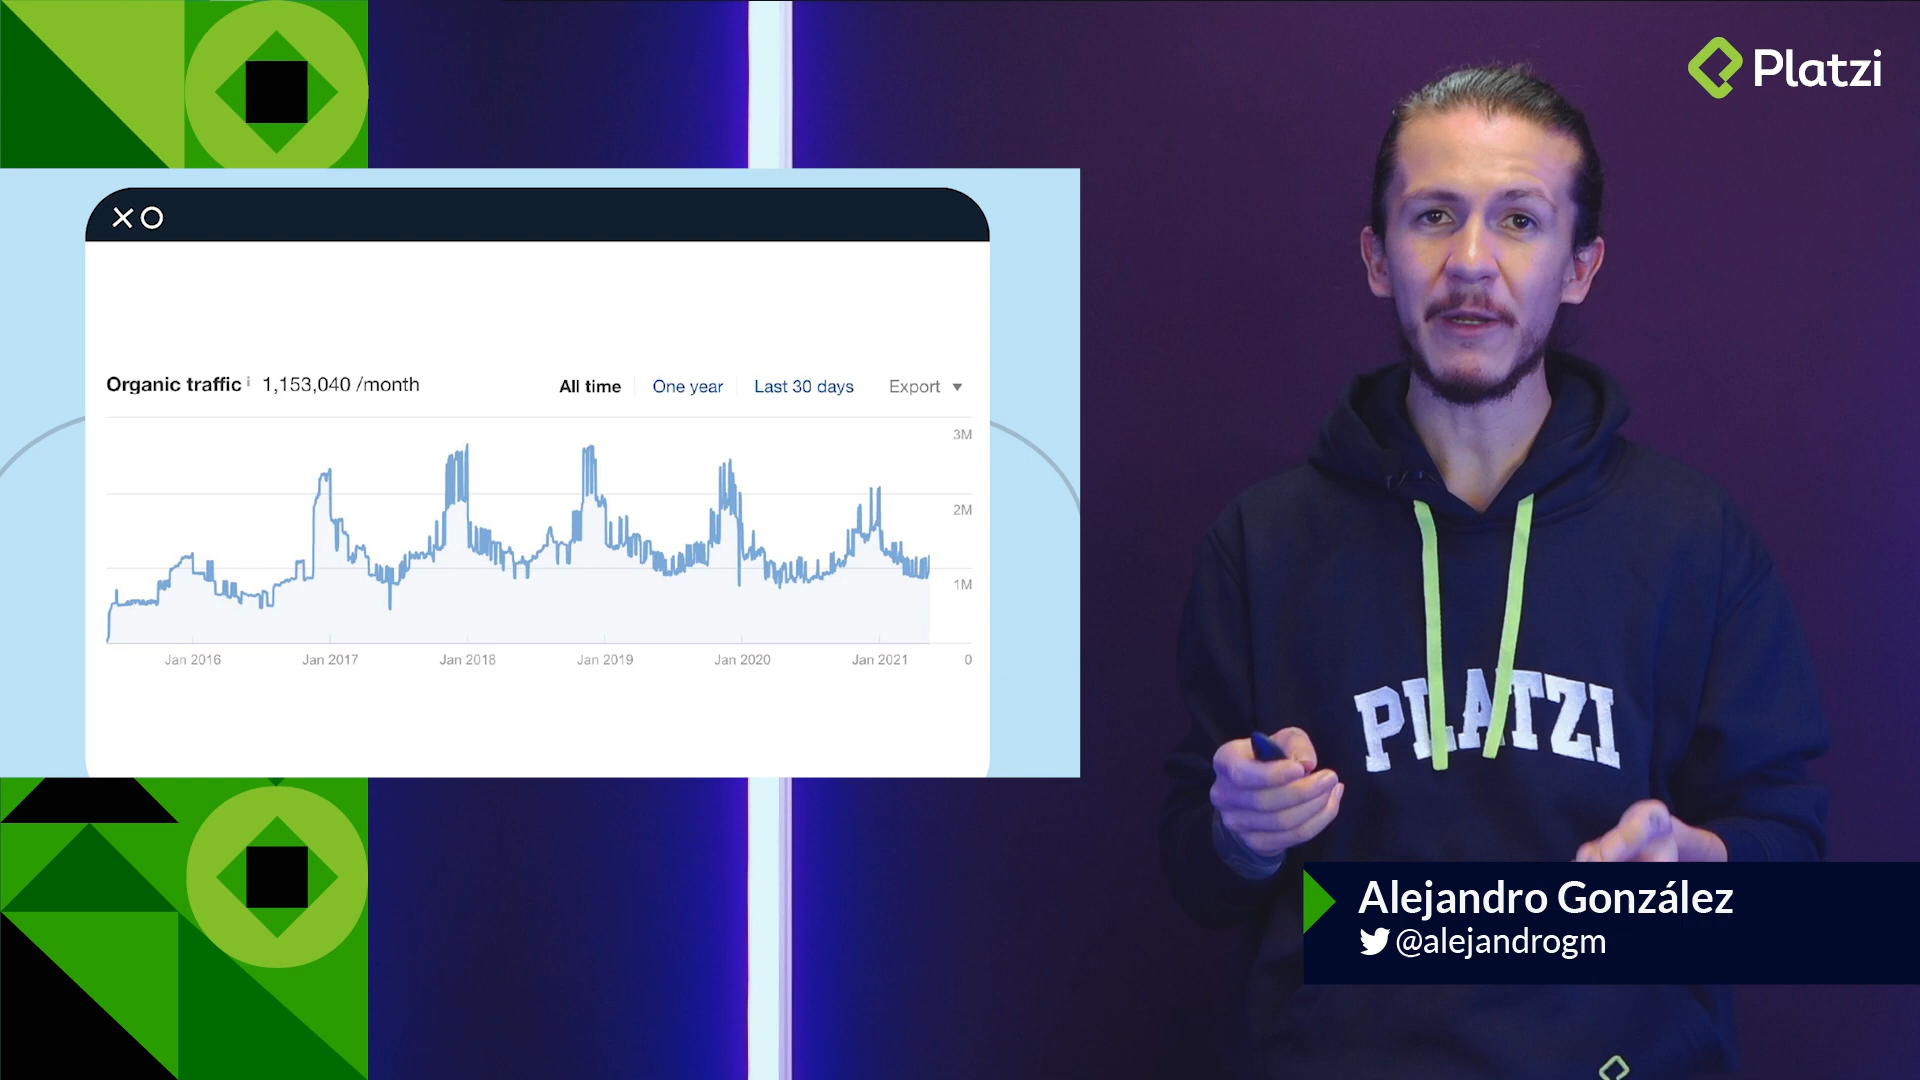 Platzi
Organic traffic i 1,153,040 /month
All time One year Last 30 days Export
3M
2M
1M
Jan 2016 Jan 2017 Jan 2018 Jan 2019 Jan 2020 Jan 2021 0
PLATZI
Alejandro González
@alejandrogm